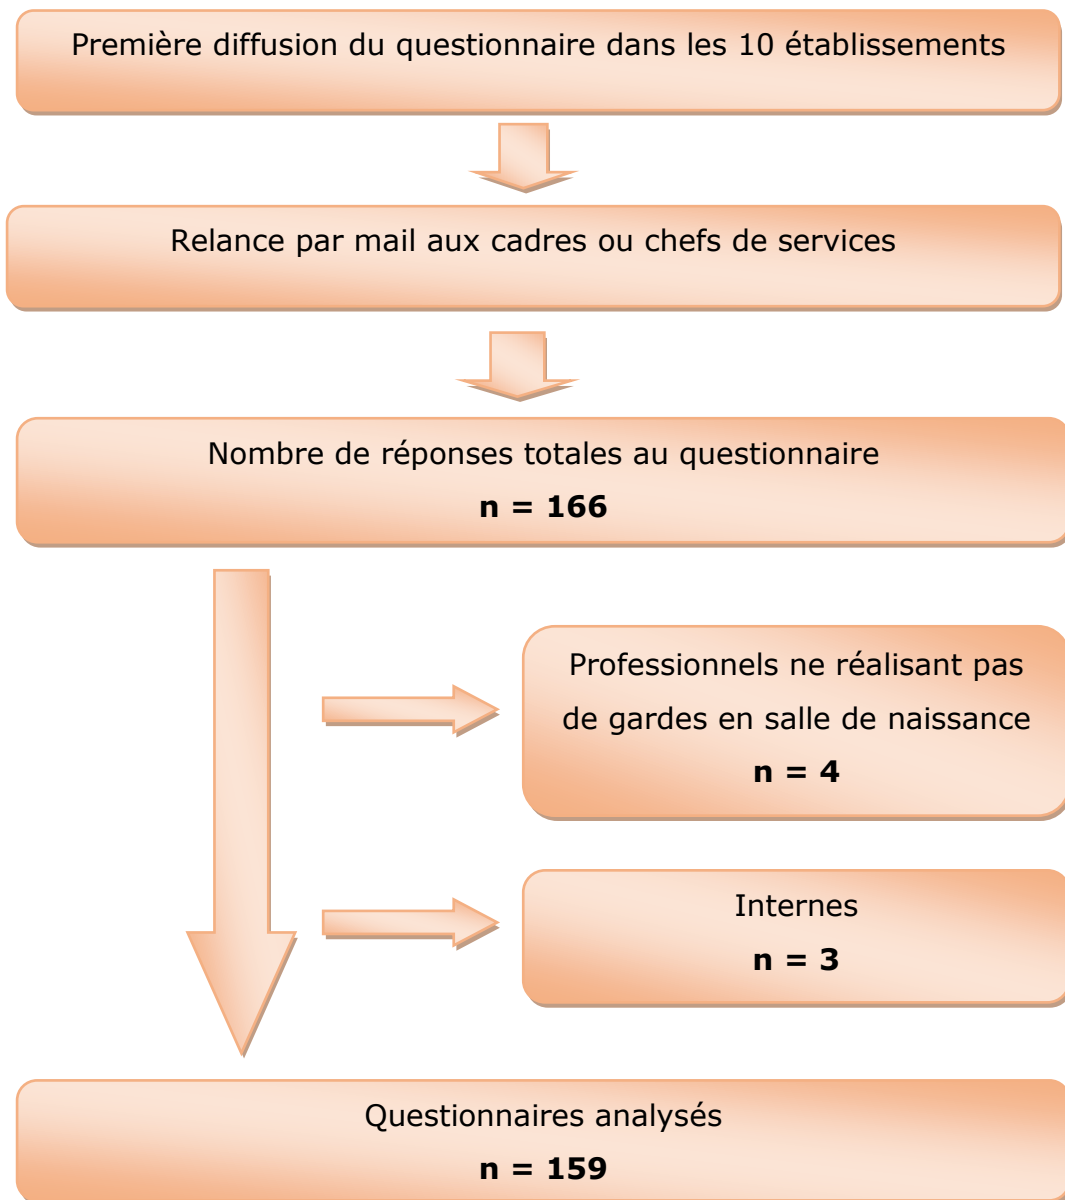 Première diffusion du questionnaire dans les 10 établissements
Relance par mail aux cadres ou chefs de services
Nombre de réponses totales au questionnaire
n = 166
Professionnels ne réalisant pas
de gardes en salle de naissance
n = 4
Internes
n = 3
Questionnaires analysés
n = 159